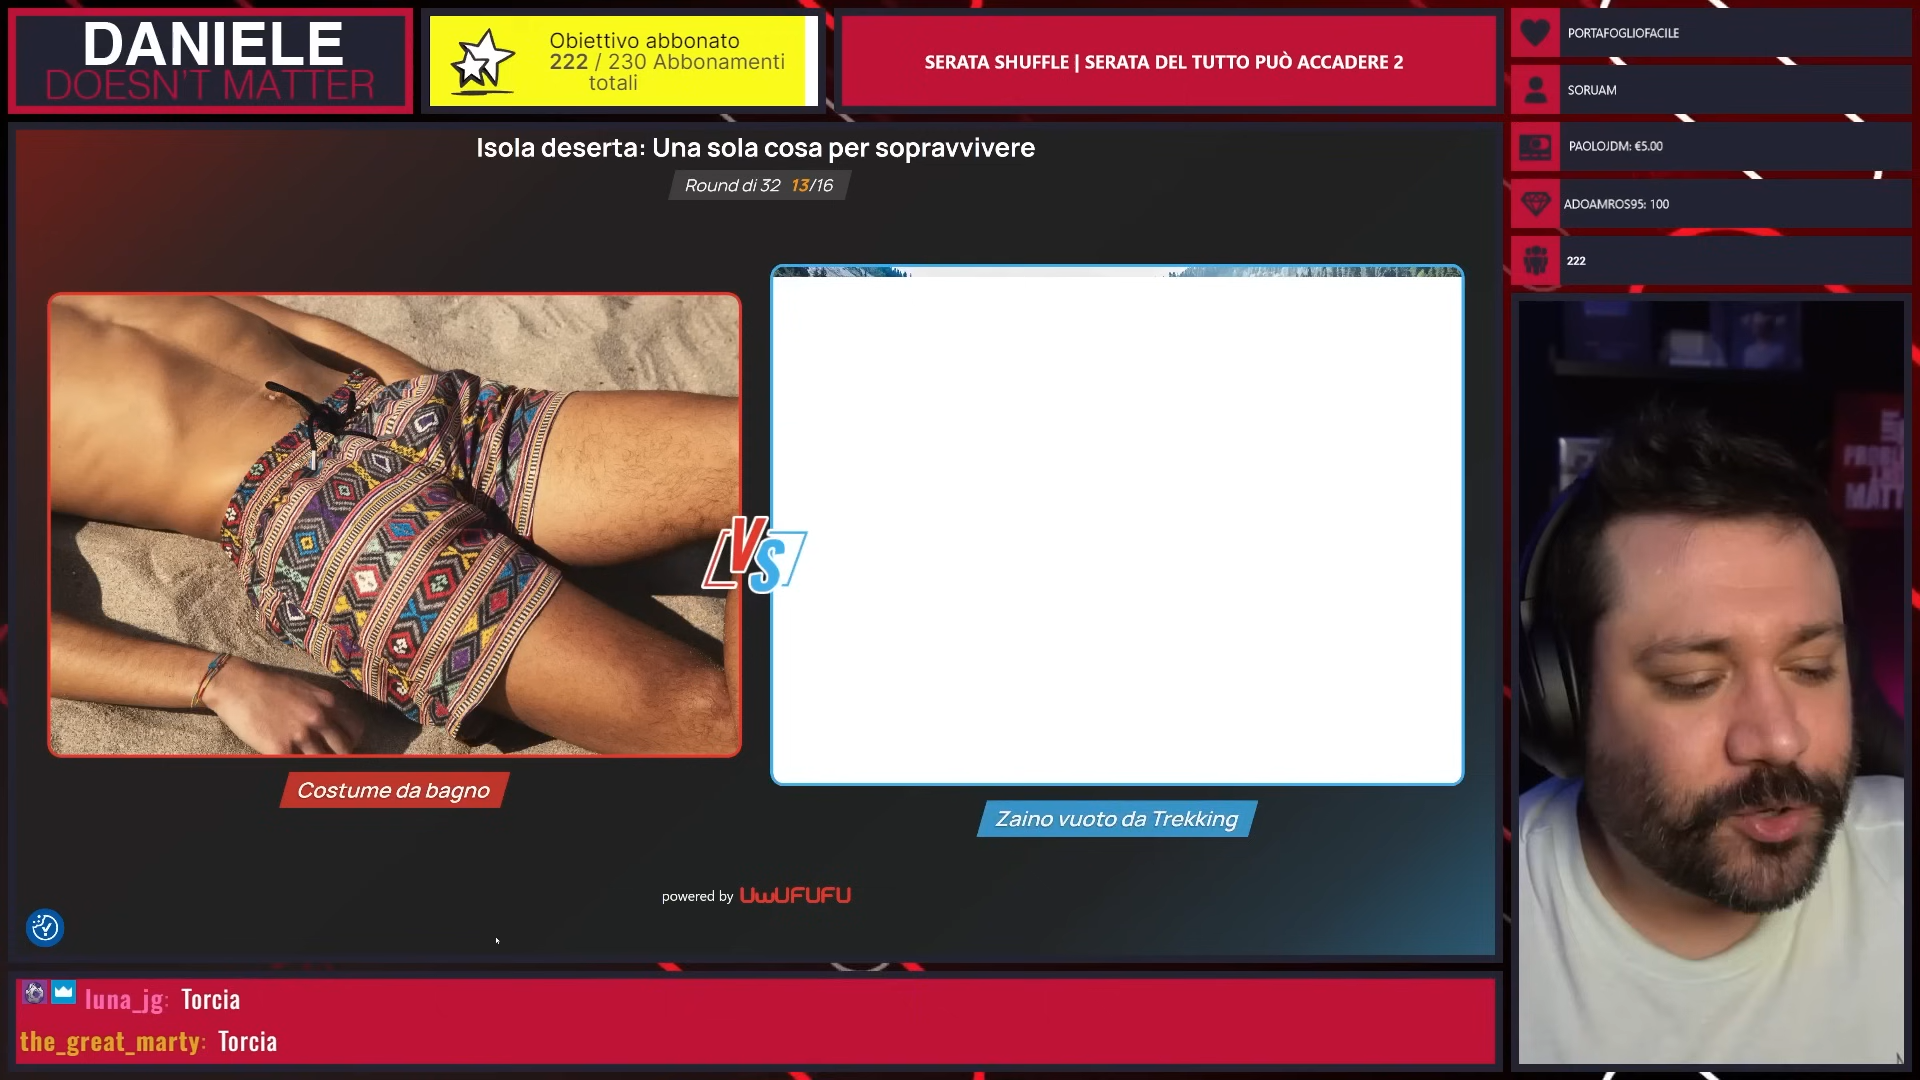 DANIELE
DOESN'T MATTER
Obiettivo abbonato
222 / 230 Abbonamenti
totali
SERATA SHUFFLE | SERATA DEL TUTTO PUÒ ACCADERE 2
PORTAFOGLIOFACILE
SORUAM
PAOLOJDM: €5.00
ADOAMROS95: 100
222
Isola deserta: Una sola cosa per sopravvivere
Round di 32 13/16
VS
Costume da bagno
Zaino vuoto da Trekking
powered by UWUFUFU
luna_jg: Torcia
the_great_marty: Torcia